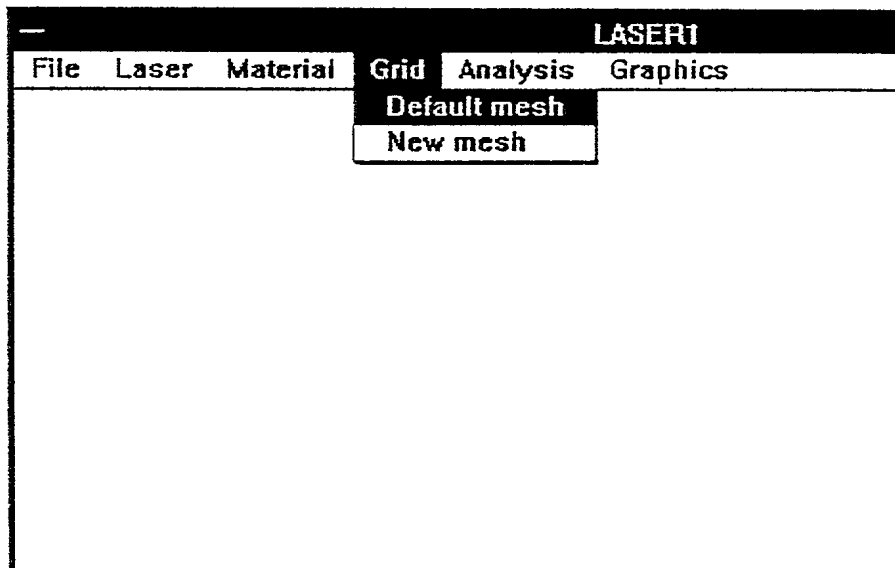 LASER1
File Laser Material Grid Analysis Graphics
Default mesh
New mesh